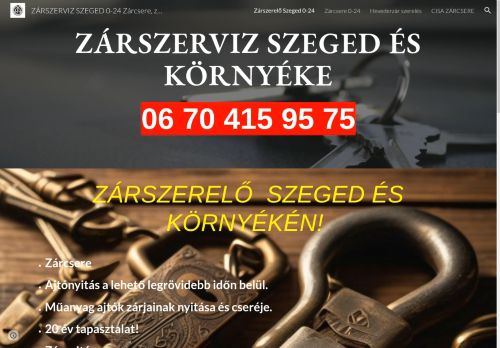 ZÁRSZERVIZ SZEGED 0-24 Zárcsere, z...
Zárszerelő Szeged 0-24
Zárcsere 0-24
Hevederzár szerelés
CISA ZÁRCSERE
ZÁRSZERVIZ SZEGED ÉS
KÖRNYÉKE
06 70 415 95 75
ZÁRSZERELŐ SZEGED ÉS
KÖRNYÉKÉN!
. Zárcsere
. Ajtónyitás a lehető legrövidebb időn belül.
. Műanyag ajtók zárjainak nyitása és cseréje.
. 20 év tapasztalat!